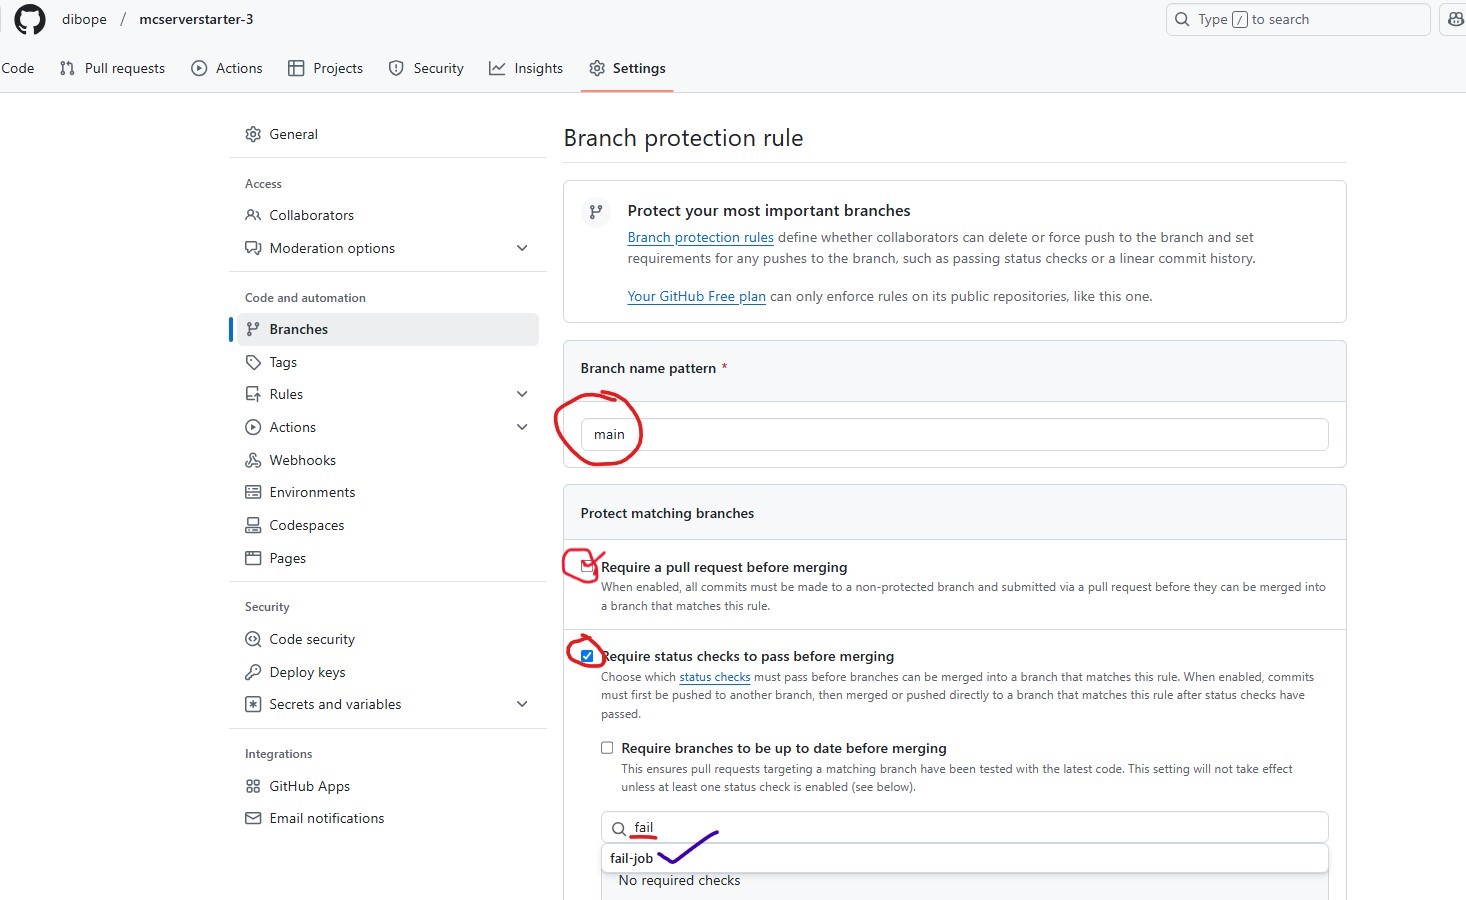 dibope / mcserverstarter-3
Type / to search
Code
Pull requests
Actions
Projects
Security
Insights
Settings
General
Access
Collaborators
Moderation options
Code and automation
Branches
Tags
Rules
Actions
Webhooks
Environments
Codespaces
Pages
Security
Code security
Deploy keys
Secrets and variables
Integrations
GitHub Apps
Email notifications
Branch protection rule
Protect your most important branches
Branch protection rules define whether collaborators can delete or force push to the branch and set
requirements for any pushes to the branch, such as passing status checks or a linear commit history.
Your GitHub Free plan can only enforce rules on its public repositories, like this one.
Branch name pattern *
main
Protect matching branches
Require a pull request before merging
When enabled, all commits must be made to a non-protected branch and submitted via a pull request before they can be merged into
a branch that matches this rule.
Require status checks to pass before merging
Choose which status checks must pass before branches can be merged into a branch that matches this rule. When enabled, commits
must first be pushed to another branch, then merged or pushed directly to a branch that matches this rule after status checks have
passed.
Require branches to be up to date before merging
This ensures pull requests targeting a matching branch have been tested with the latest code. This setting will not take effect
unless at least one status check is enabled (see below).
fail
fail-job
No required checks